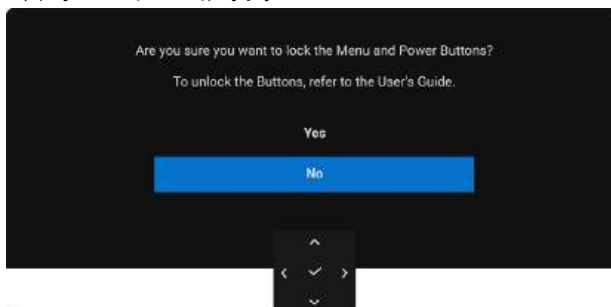 Are you sure you want to lock the Menu and Power Buttons?
To unlock the Buttons, refer to the User's Guide.
Yes
No